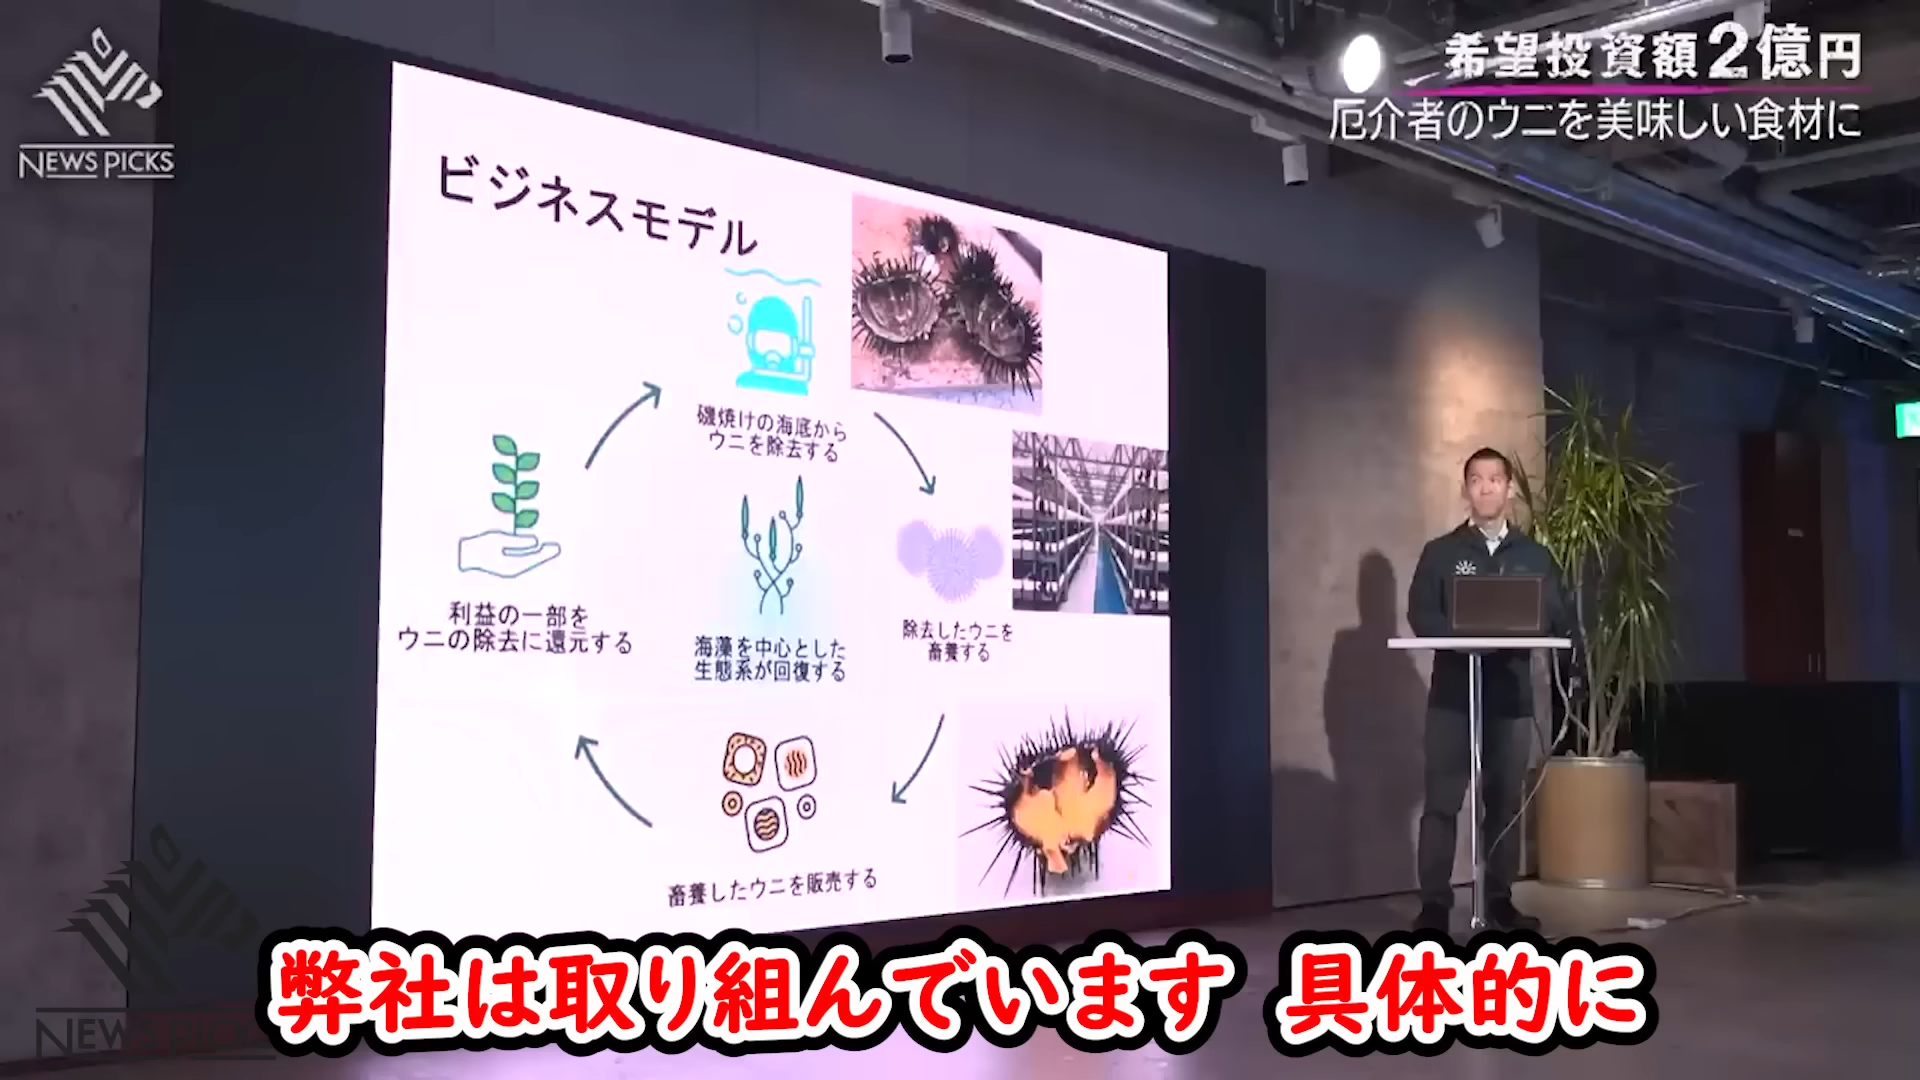 NEWSPICKS
希望投資額2億円
厄介者のウニを美味しい食材に
ビジネスモデル
磯焼けの海底から
ウニを除去する
利益の一部を
ウニの除去に還元する
海藻を中心とした
生態系が回復する
除去したウニを
畜養する
畜養したウニを販売する
弊社は取り組んでいます 具体的に
NEWSPICKS